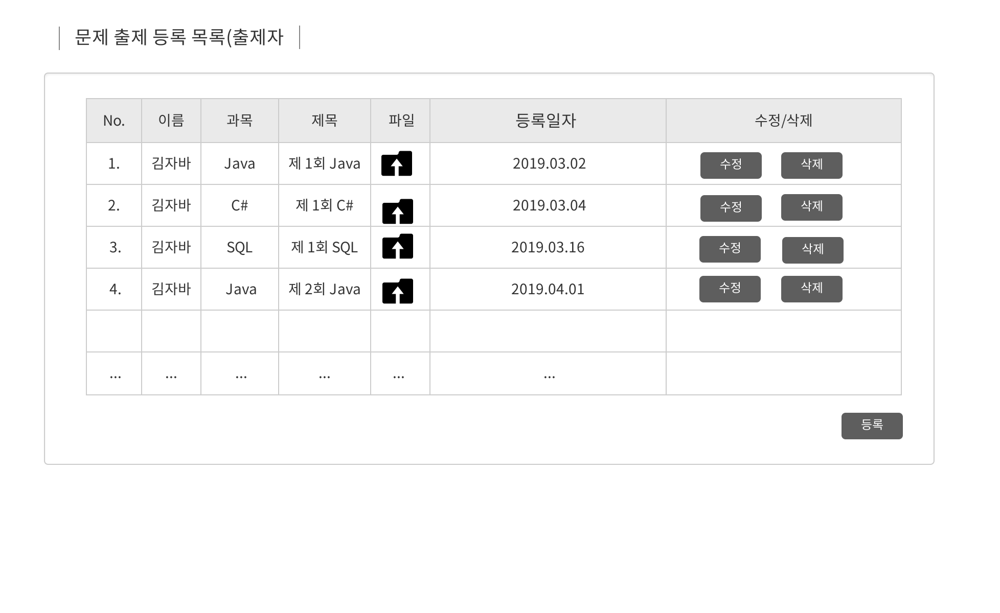 문제 출제 등록 목록(출제자
No. 이름 과목 제목 파일 등록일자 수정/삭제
1. 김자바 Java 제 1회 Java 2019.03.02 수정 삭제
2. 김자바 C# 제 1회 C# 2019.03.04 수정 삭제
3. 김자바 SQL 제 1회 SQL 2019.03.16 수정 삭제
4. 김자바 Java 제 2회 Java 2019.04.01 수정 삭제
... ... ... ... ... ...
등록